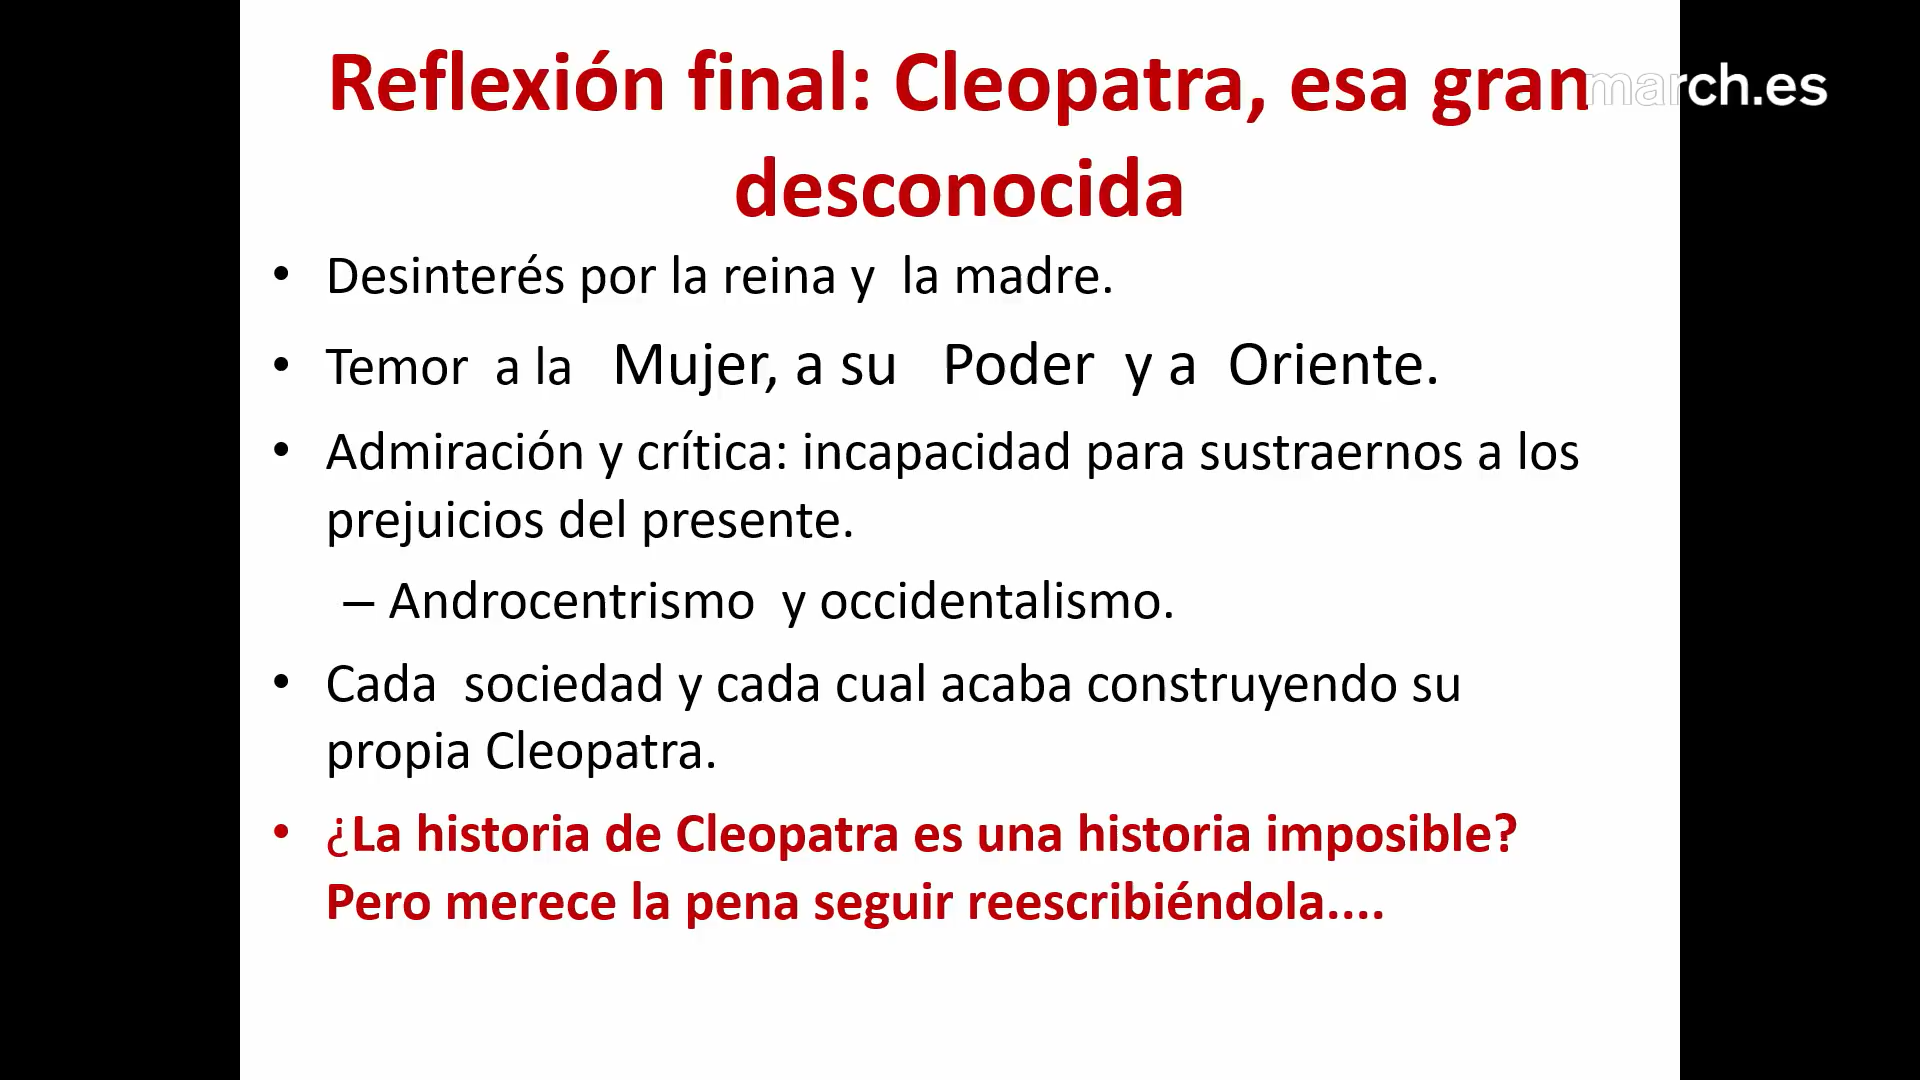 Reflexión final: Cleopatra, esa gran
march.es
desconocida
• Desinterés por la reina y la madre.
• Temor a la Mujer, a su Poder y a Oriente.
• Admiración y crítica: incapacidad para sustraernos a los
prejuicios del presente.
– Androcentrismo y occidentalismo.
• Cada sociedad y cada cual acaba construyendo su
propia Cleopatra.
• ¿La historia de Cleopatra es una historia imposible?
Pero merece la pena seguir reescribiéndola....